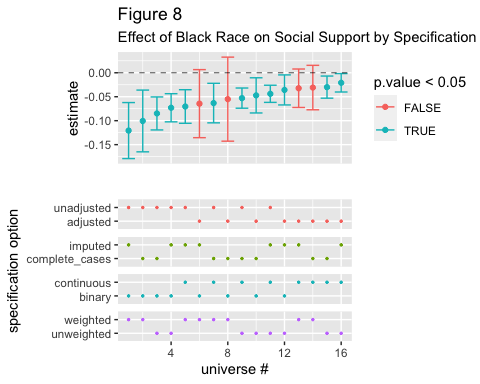 Figure 8
Effect of Black Race on Social Support by Specification
estimate
0.00
-0.05
-0.10
-0.15
p.value < 0.05
FALSE
TRUE
specification option
unadjusted
adjusted
imputed
complete_cases
continuous
binary
weighted
unweighted
4 8 12 16
universe #